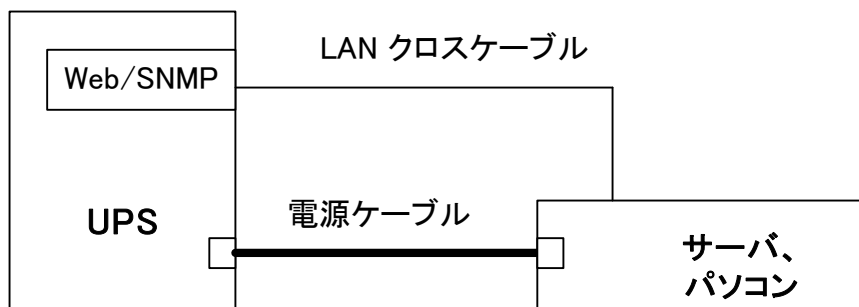 LAN クロスケーブル
Web/SNMP
電源ケーブル
UPS
サーバ、
パソコン